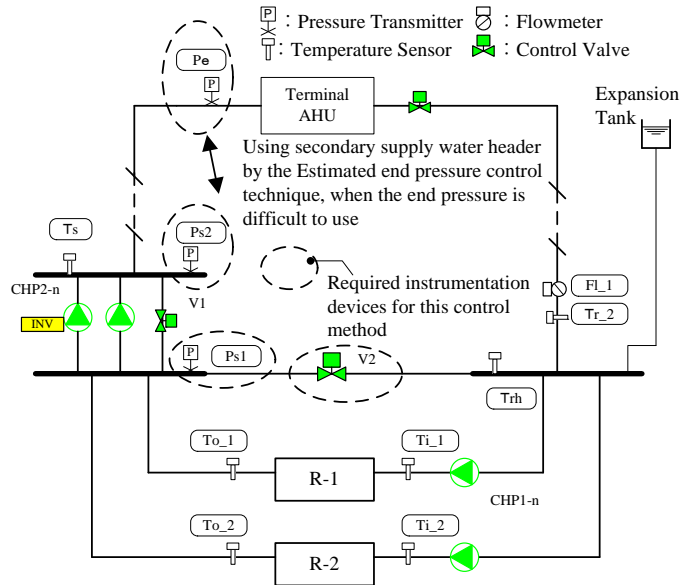 P
: Pressure Transmitter
: Flowmeter
: Temperature Sensor
: Control Valve
Pe
P
Terminal
AHU
Expansion
Tank
Using secondary supply water header
by the Estimated end pressure control
technique, when the end pressure is
difficult to use
Ts
Ps2
P
CHP2-n
V1
Required instrumentation
devices for this control
method
Fl_1
Tr_2
INV
P
Ps1
V2
Trh
To_1
Ti_1
R-1
CHP1-n
To_2
Ti_2
R-2